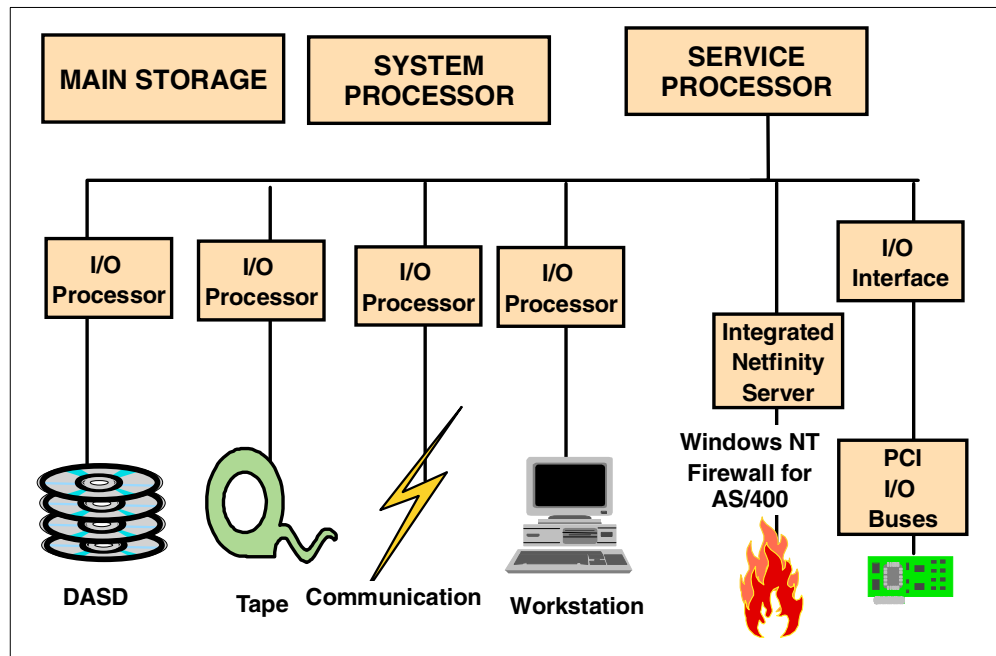 MAIN STORAGE
SYSTEM
PROCESSOR
SERVICE
PROCESSOR
I/O
Processor
I/O
Processor
I/O
Processor
I/O
Processor
Integrated
Netfinity
Server
I/O
Interface
Windows NT
Firewall for
AS/400
PCI
I/O
Buses
DASD
Tape
Communication
Workstation